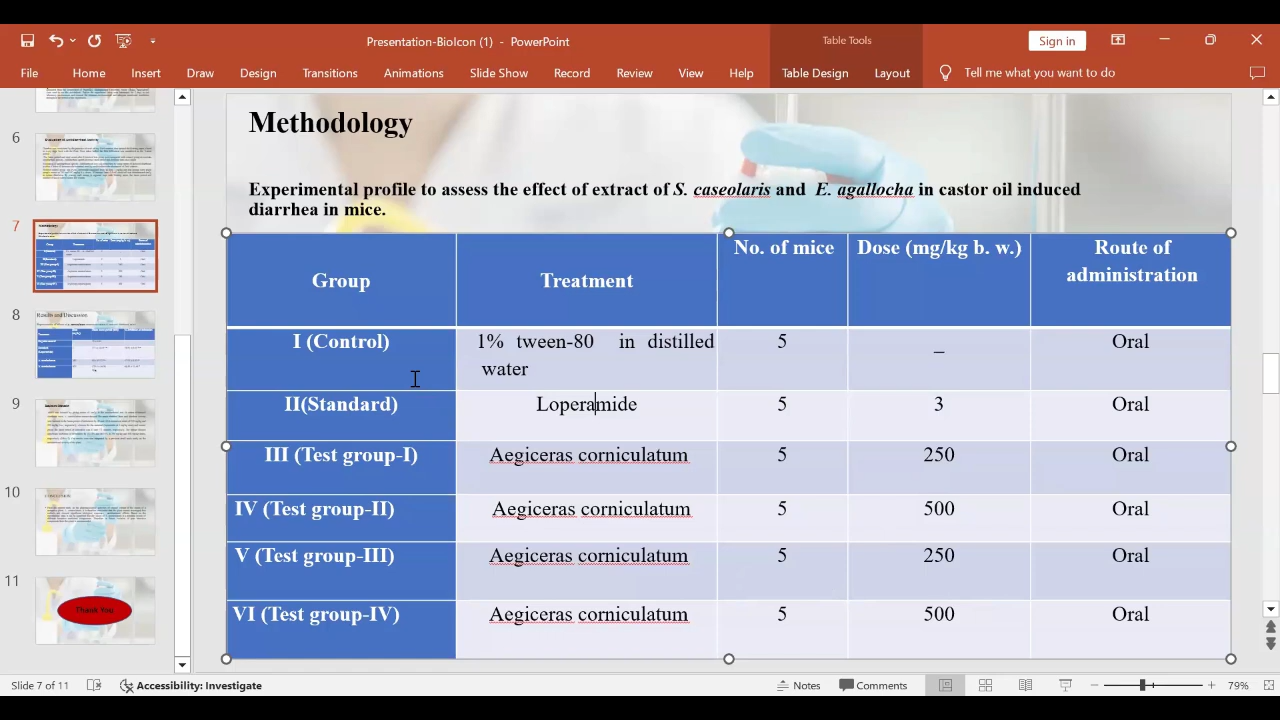 Presentation-BioIcon (1) - PowerPoint
Table Tools
Sign in
File Home Insert Draw Design Transitions Animations Slide Show Record Review View Help Table Design Layout Tell me what you want to do
Methodology
Experimental profile to assess the effect of extract of S. caseolaris and E. agallocha in castor oil induced
diarrhea in mice.
Group Treatment No. of mice Dose (mg/kg b. w.) Route of
administration
I (Control) 1% tween-80 in distilled 5 _ Oral
water
II(Standard) Loperamide 5 3 Oral
III (Test group-I) Aegiceras corniculatum 5 250 Oral
IV (Test group-II) Aegiceras corniculatum 5 500 Oral
V (Test group-III) Aegiceras corniculatum 5 250 Oral
VI (Test group-IV) Aegiceras corniculatum 5 500 Oral
6
7
8
Results and Discussion
9
10
11
Thank You
Slide 7 of 11 Accessibility: Investigate Notes Comments 79%